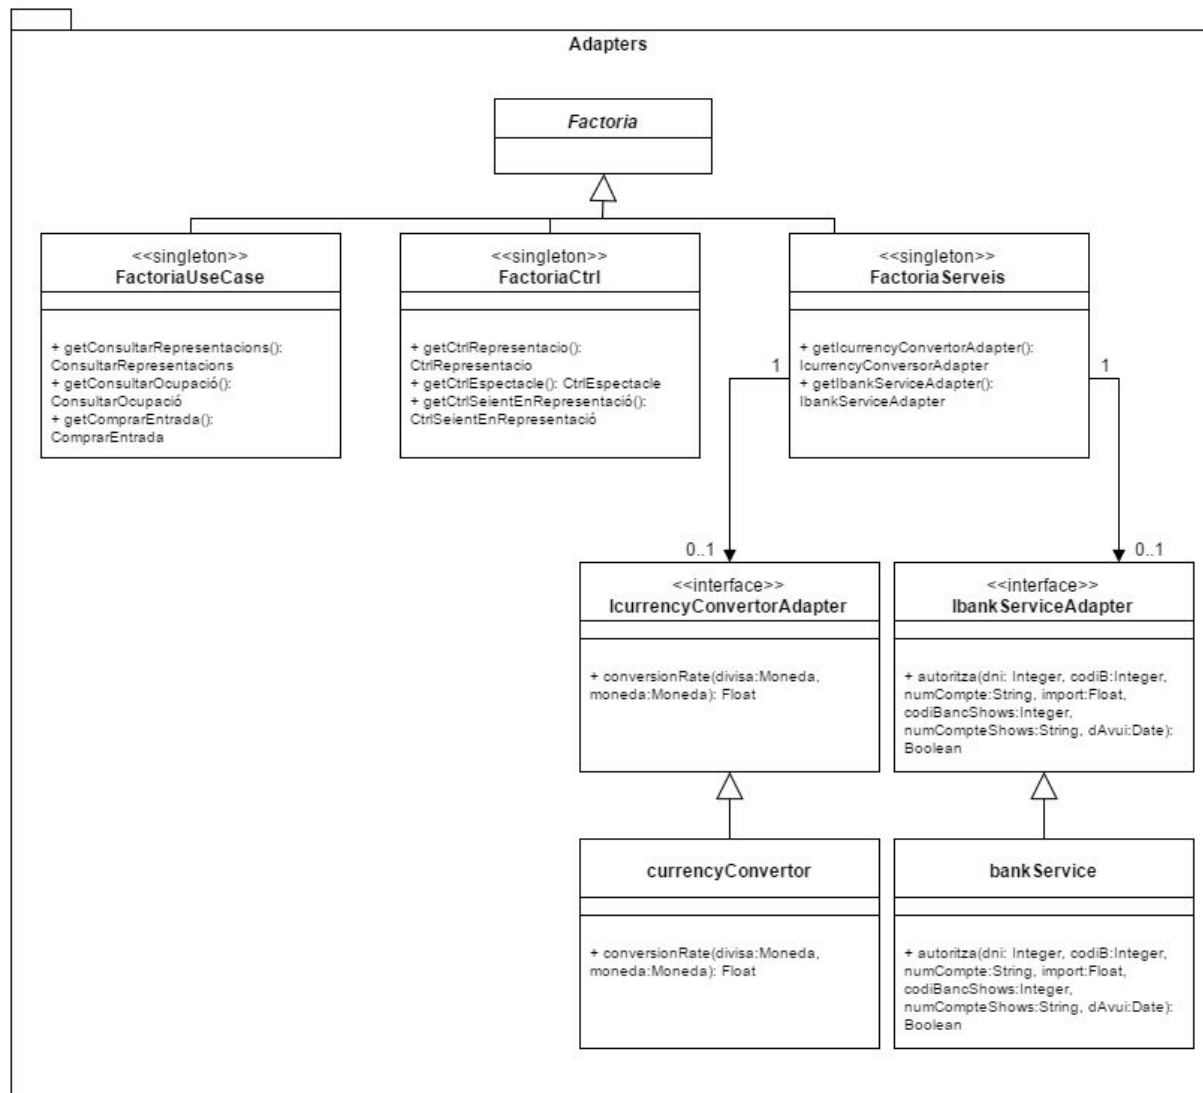 Adapters
Factoria
<<singleton>>
FactoriaUseCase
+ getConsultarRepresentacions():
ConsultarRepresentacions
+ getConsultarOcupació():
ConsultarOcupació
+ getComprarEntrada():
ComprarEntrada
<<singleton>>
FactoriaCtrl
+ getCtrlRepresentacio():
CtrlRepresentacio
+ getCtrlEspectacle(): CtrlEspectacle
+ getCtrlSeientEnRepresentació():
CtrlSeientEnRepresentació
<<singleton>>
FactoriaServeis
+ getIcurrencyConvertorAdapter():
IcurrencyConversorAdapter
+ getIbankServiceAdapter():
IbankServiceAdapter
1
1
0..1
0..1
<<interface>>
IcurrencyConvertorAdapter
+ conversionRate(divisa:Moneda,
moneda:Moneda): Float
<<interface>>
IbankServiceAdapter
+ autoritza(dni: Integer, codiB:Integer,
numCompte:String, import:Float,
codiBancShows:Integer,
numCompteShows:String, dAvui:Date):
Boolean
currencyConvertor
+ conversionRate(divisa:Moneda,
moneda:Moneda): Float
bankService
+ autoritza(dni: Integer, codiB:Integer,
numCompte:String, import:Float,
codiBancShows:Integer,
numCompteShows:String, dAvui:Date):
Boolean